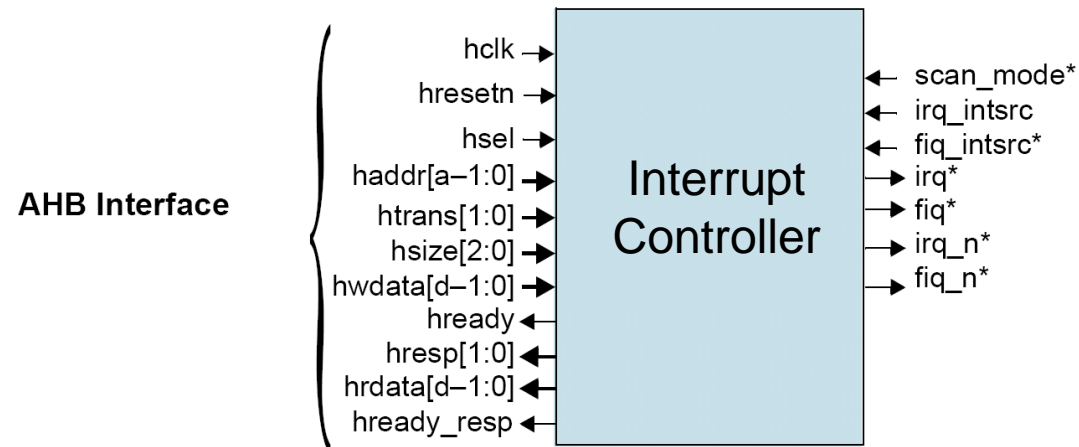 AHB Interface
hclk
hresetn
hsel
haddr[a–1:0]
htrans[1:0]
hsize[2:0]
hwdata[d–1:0]
hready
hresp[1:0]
hrdata[d–1:0]
hready_resp
Interrupt
Controller
scan_mode*
irq_intsrc
fiq_intsrc*
irq*
fiq*
irq_n*
fiq_n*